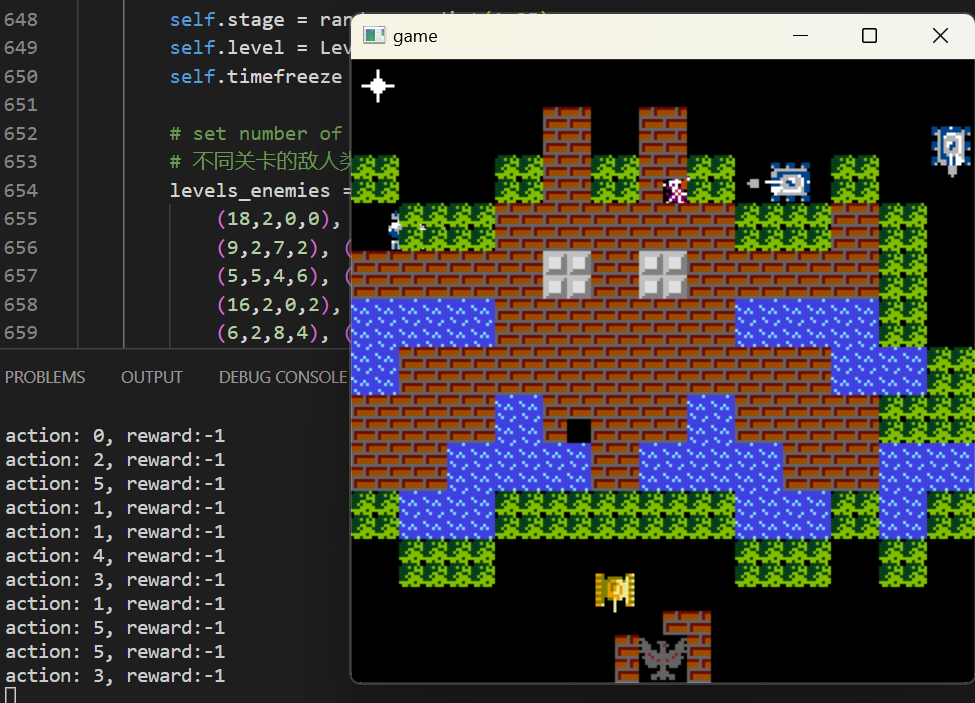 648 self.stage =
649 self.level =
650 self.timefreeze
651
652 # set number of
653 # 不同关卡的敌人
654 levels_enemies =
655 (18,2,0,0),
656 (9,2,7,2), (
657 (5,5,4,6), (
658 (16,2,0,2),
659 (6,2,8,4), (
game
PROBLEMS OUTPUT DEBUG CONSOLE
action: 0, reward:-1
action: 2, reward:-1
action: 5, reward:-1
action: 1, reward:-1
action: 1, reward:-1
action: 4, reward:-1
action: 3, reward:-1
action: 1, reward:-1
action: 5, reward:-1
action: 5, reward:-1
action: 3, reward:-1